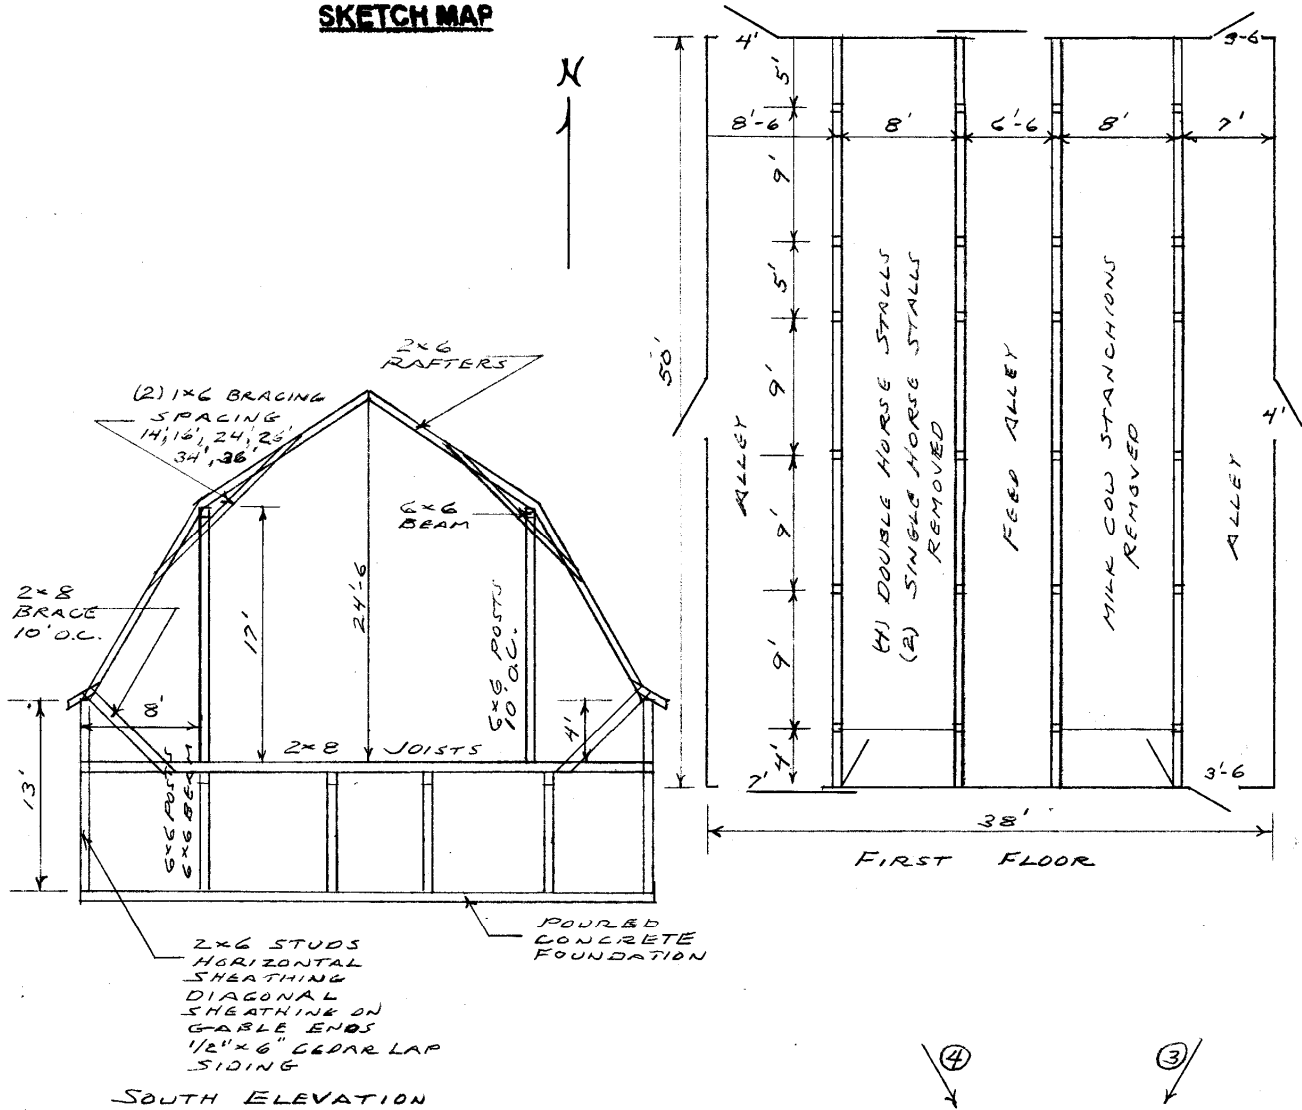 SKETCH MAP
N
2×6
RAFTERS
(2) 1×6 BRACING
SPACING
14', 16', 24', 26'
34', 36'
6×6
BEAM
2×8
BRACE
10' O.C.
17'
24'-6
6×6 POSTS
10' O.C.
8'
4'
2×8 JOISTS
13'
6×6 POSTS
6×6 BEAM
POURED
CONCRETE
FOUNDATION
2×6 STUDS
HORIZONTAL
SHEATHING
DIAGONAL
SHEATHING ON
GABLE ENDS
1/2" × 6" CEDAR LAP
SIDING
SOUTH ELEVATION
4'
3-6
5'
8'-6
8'
6'-6
8'
7'
9'
5'
50'
9'
4'
ALLEY
(4) DOUBLE HORSE STALLS
(2) SINGLE HORSE STALLS
REMOVED
FEED ALLEY
MILK COW STANCHIONS
REMOVED
ALLEY
9'
9'
4'
7'
3'-6
38'
FIRST FLOOR
4
3